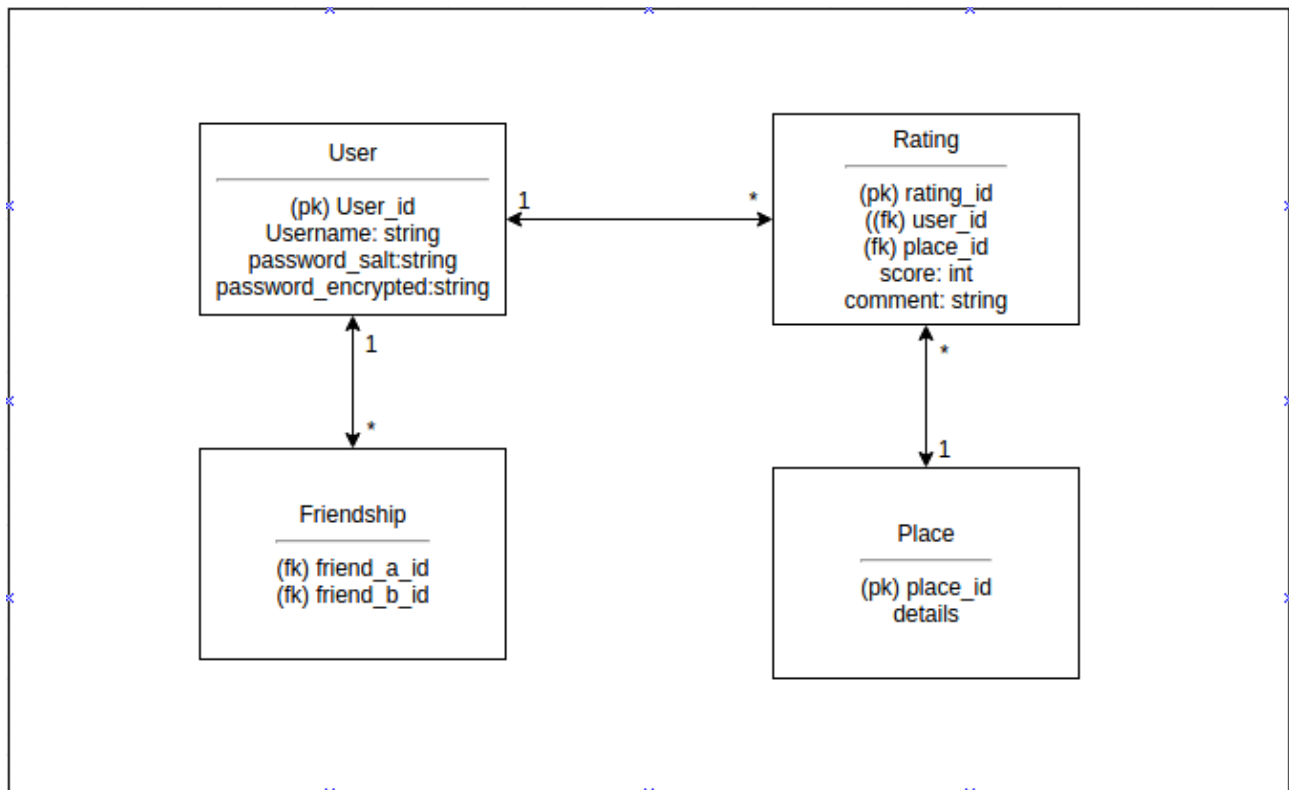 User
(pk) User_id
Username: string
password_salt:string
password_encrypted:string
1
*
Rating
(pk) rating_id
((fk) user_id
(fk) place_id
score: int
comment: string
1
*
Friendship
(fk) friend_a_id
(fk) friend_b_id
*
1
Place
(pk) place_id
details